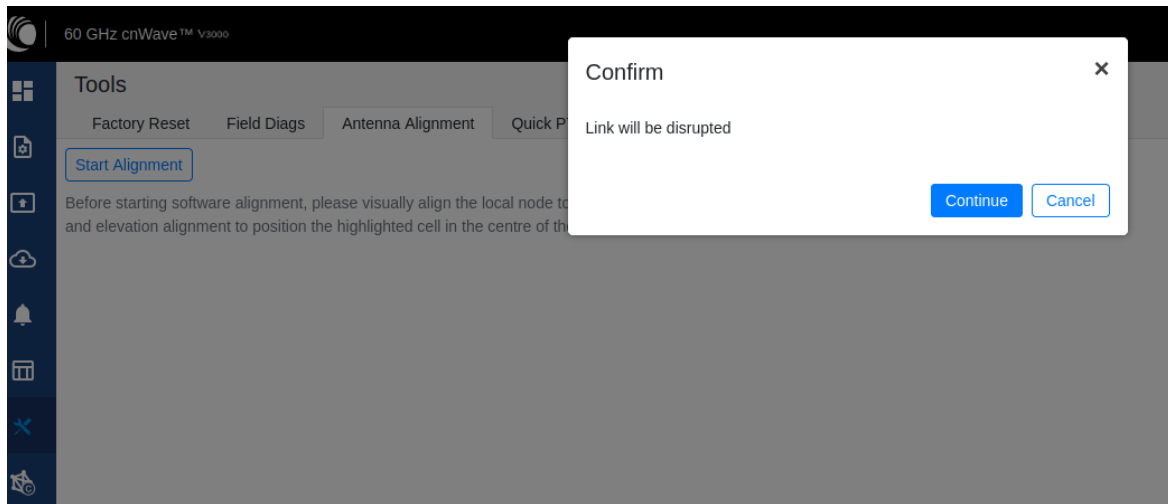 60 GHz cnWave™ V3000
Tools
Factory Reset
Field Diags
Antenna Alignment
Quick
Start Alignment
Before starting software alignment, please visually align the local node
and elevation alignment to position the highlighted cell in the centre of
Confirm
×
Link will be disrupted
Continue
Cancel